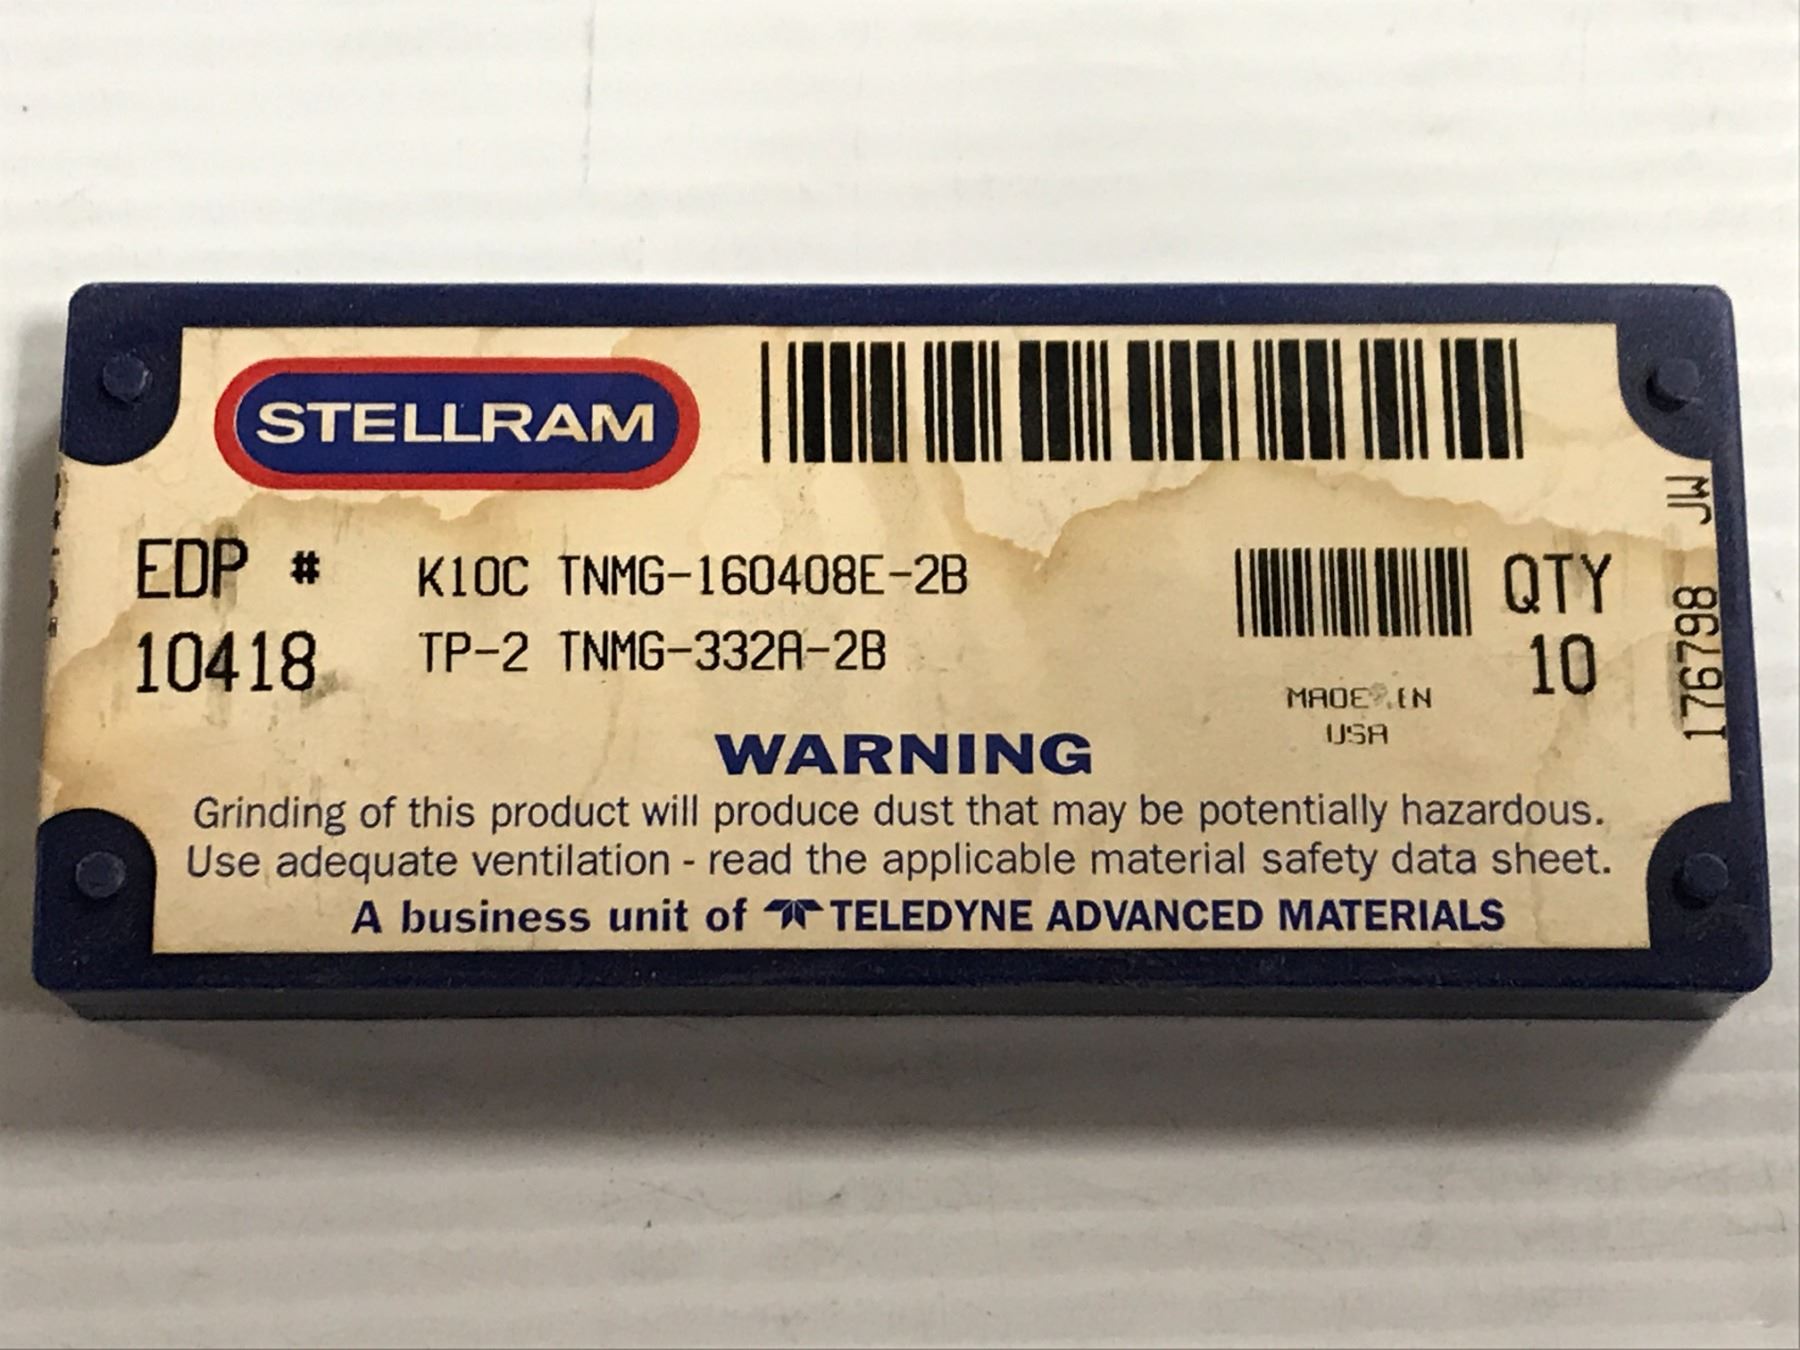 STELLRAM
EDP # K10C TNMG-160408E-2B QTY
10418 TP-2 TNMG-332A-2B 10
MADE IN
USA
176798 JW
WARNING
Grinding of this product will produce dust that may be potentially hazardous.
Use adequate ventilation - read the applicable material safety data sheet.
A business unit of TELEDYNE ADVANCED MATERIALS